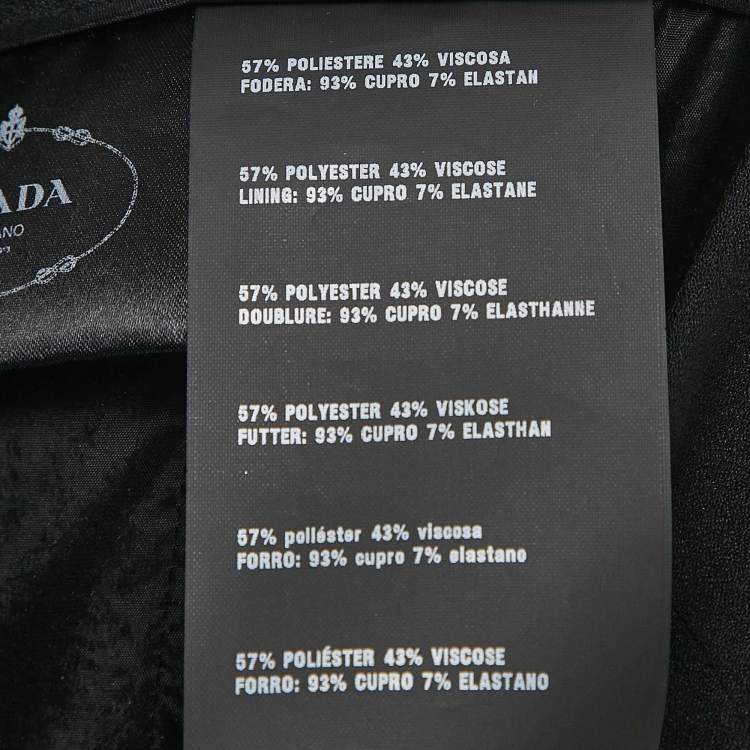 57% POLIESTERE 43% VISCOSA
FODERA: 93% CUPRO 7% ELASTAN
57% POLYESTER 43% VISCOSE
LINING: 93% CUPRO 7% ELASTANE
57% POLYESTER 43% VISCOSE
DOUBLURE: 93% CUPRO 7% ELASTHANNE
57% POLYESTER 43% VISKOSE
FUTTER: 93% CUPRO 7% ELASTHAN
57% poliéster 43% viscosa
FORRO: 93% cupro 7% elastano
57% POLIÉSTER 43% VISCOSE
FORRO: 93% CUPRO 7% ELASTANO